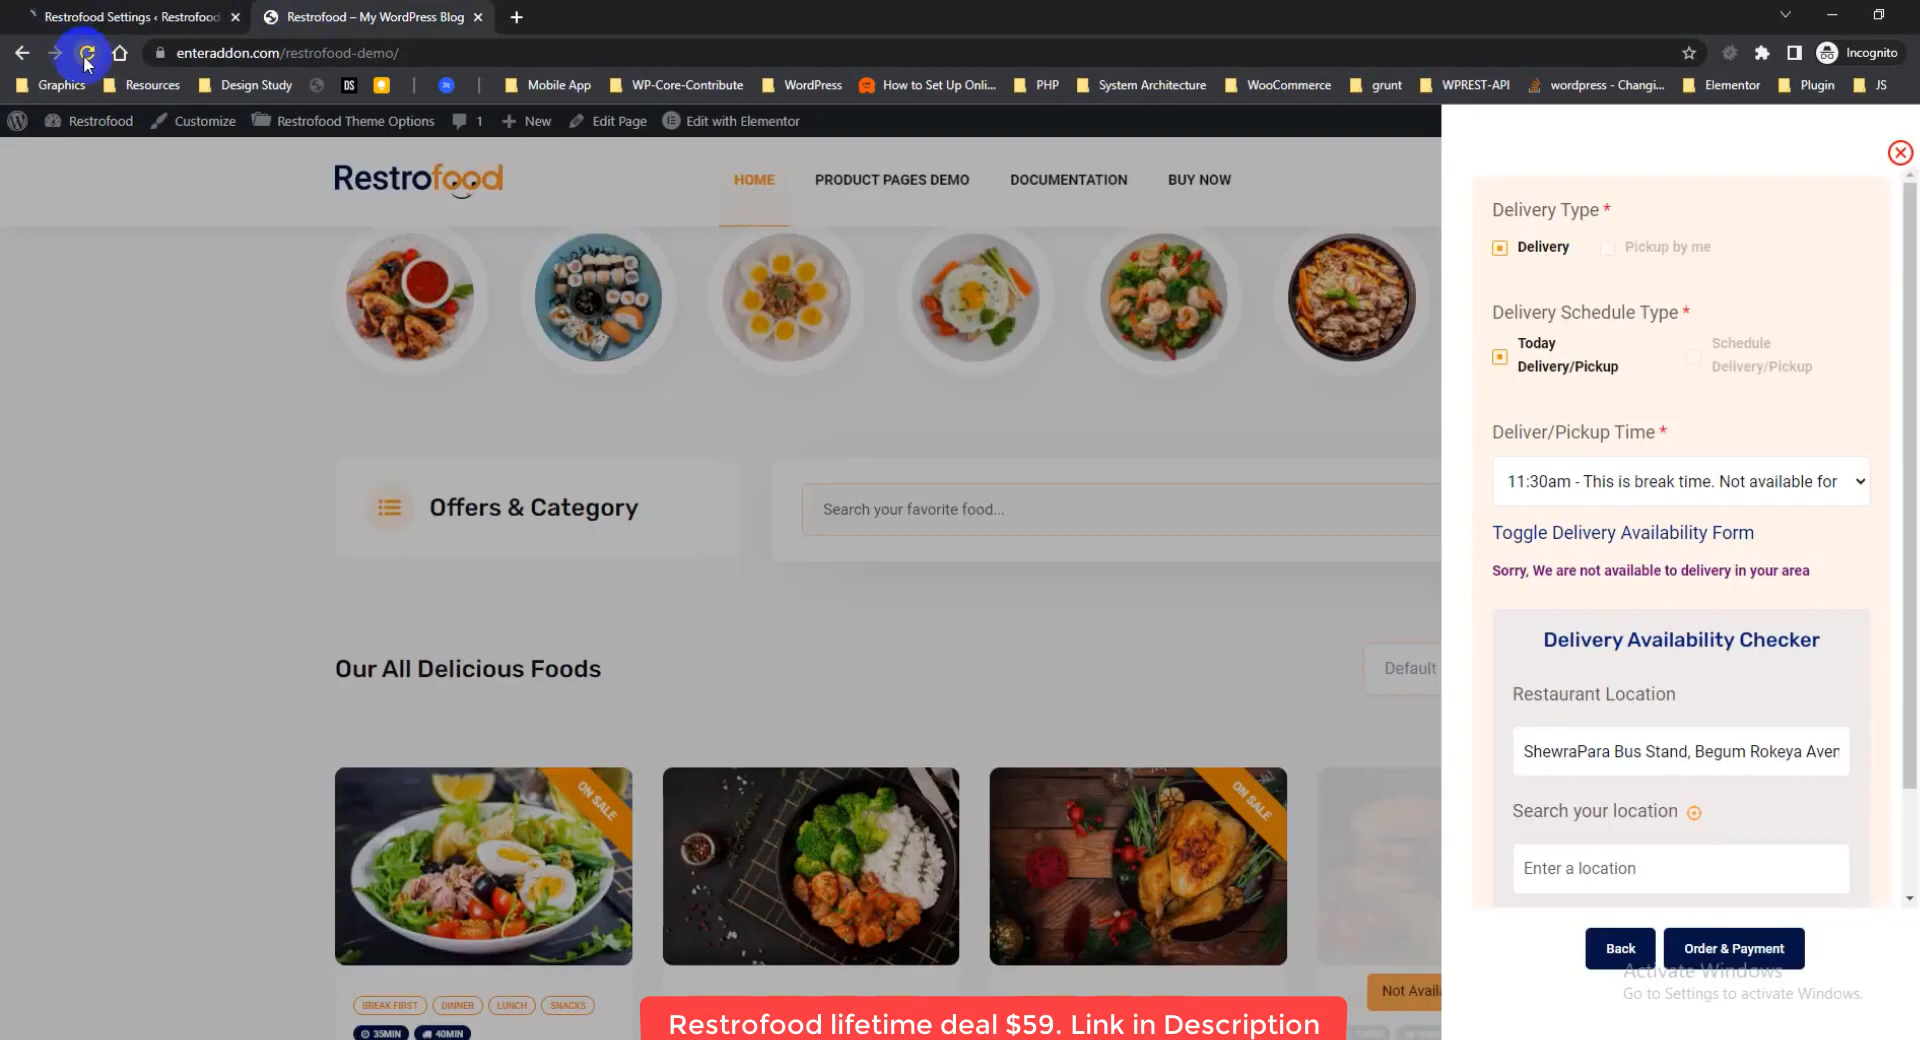 Restrofood Settings ‹ Restrofood
Restrofood – My WordPress Blog
enteraddon.com/restrofood-demo/
Incognito
Graphics
Resources
Design Study
DS
Mobile App
WP-Core-Contribute
WordPress
How to Set Up Onli...
PHP
System Architecture
WooCommerce
grunt
WPREST-API
wordpress - Changi...
Elementor
Plugin
JS
Restrofood
Customize
Restrofood Theme Options
1
New
Edit Page
Edit with Elementor
Restrofood
HOME
PRODUCT PAGES DEMO
DOCUMENTATION
BUY NOW
Offers & Category
Search your favorite food...
Our All Delicious Foods
Default
ON SALE
ON SALE
BREAK FIRST
DINNER
LUNCH
SNACKS
35MIN
40MIN
Not Availa
Delivery Type *
Delivery
Pickup by me
Delivery Schedule Type *
Today
Delivery/Pickup
Schedule
Delivery/Pickup
Deliver/Pickup Time *
11:30am - This is break time. Not available for
Toggle Delivery Availability Form
Sorry, We are not available to delivery in your area
Delivery Availability Checker
Restaurant Location
ShewraPara Bus Stand, Begum Rokeya Aven
Search your location
Enter a location
Back
Order & Payment
Activate Windows
Go to Settings to activate Windows.
Restrofood lifetime deal $59. Link in Description